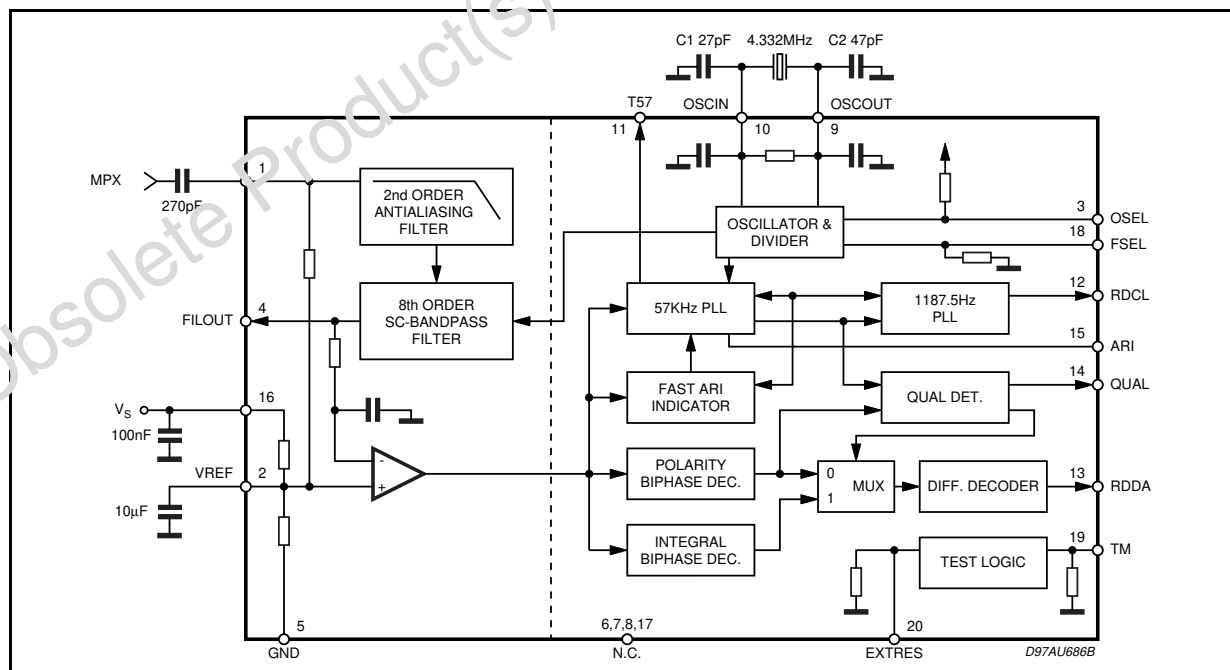 Obsolete Product(s)
C1 27pF
4.332MHz
C2 47pF
T57
OSCIN
OSCOUT
11
10
9
MPX
270pF
1
2nd ORDER
ANTIALIASING
FILTER
OSCILLATOR &
DIVIDER
3
OSEL
18
FSEL
FILOUT
4
8th ORDER
SC-BANDPASS
FILTER
57KHz PLL
1187.5Hz
PLL
12
RDCL
15
ARI
FAST ARI
INDICATOR
QUAL DET.
14
QUAL
VS
16
100nF
VREF
2
10µF
-
+
POLARITY
BIPHASE DEC.
0
1
MUX
DIFF. DECODER
13
RDDA
INTEGRAL
BIPHASE DEC.
TEST LOGIC
19
TM
5
GND
6,7,8,17
N.C.
20
EXTRES
D97AU686B